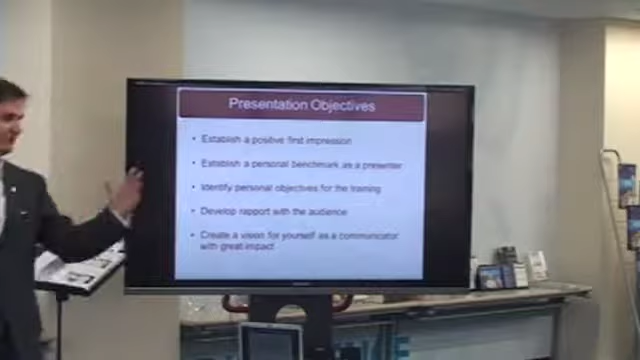 Presentation Objectives
• Establish a positive first impression
• Establish a personal benchmark as a presenter
• Identify personal objectives for the training
• Develop rapport with the audience
• Create a vision for yourself as a communicator
with great impact